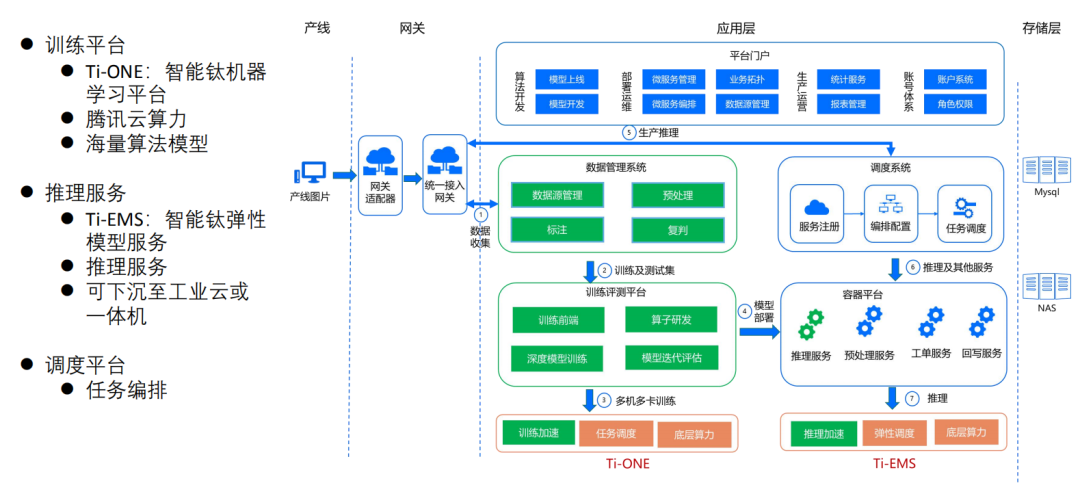 训练平台
Ti-ONE：智能钛机器
学习平台
腾讯云算力
海量算法模型
推理服务
Ti-EMS：智能钛弹性
模型服务
推理服务
可下沉至工业云或
一体机
调度平台
任务编排
产线
网关
应用层
存储层
平台门户
算法开发
模型上线
模型开发
部署运维
微服务管理
业务拓扑
微服务编排
数据源管理
生产运营
统计服务
报表管理
账号体系
账户系统
角色权限
5 生产推理
产线图片
网关
适配器
统一接入
网关
1
数据
收集
数据管理系统
数据源管理
预处理
标注
复判
调度系统
服务注册
编排配置
任务调度
Mysql
2 训练及测试集
6 推理及其他服务
训练评测平台
训练前端
算子研发
深度模型训练
模型迭代评估
4
模型
部署
容器平台
推理服务
预处理服务
工单服务
回写服务
NAS
3 多机多卡训练
7 推理
训练加速
任务调度
底层算力
Ti-ONE
推理加速
弹性调度
底层算力
Ti-EMS